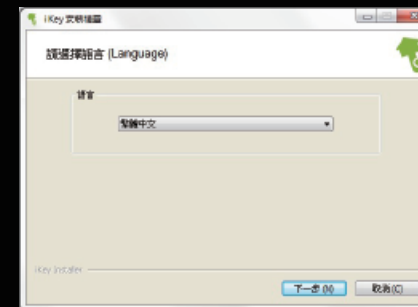 iKey 安裝精靈
請選擇語言 (Language)
語言
繁體中文
iKey Installer
下一步 (N)
取消(C)